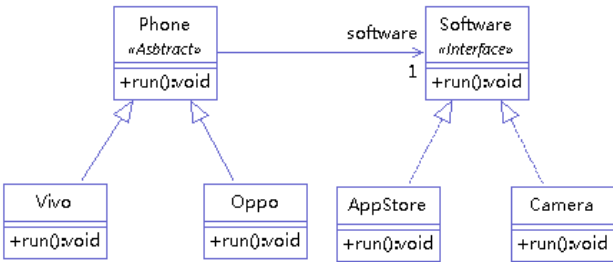 Phone
«Asbtract»
+run():void
software
1
Software
«Interface»
+run():void
Vivo
+run():void
Oppo
+run():void
AppStore
+run():void
Camera
+run():void